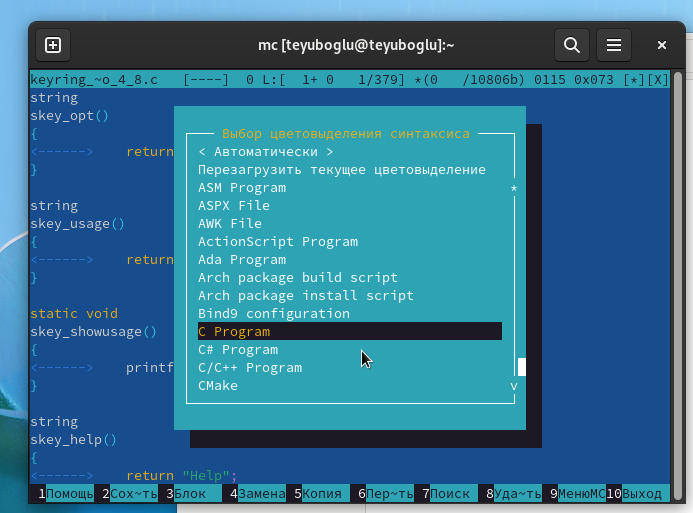 mc [teyuboglu@teyuboglu]:~
keyring_~o_4_8.c [----] 0 L:[ 1+ 0 1/379] *(0 /10806b) 0115 0x073 [*][X]
string
skey_opt()
{
<------> return
}
string
skey_usage()
{
<------> return
}
static void
skey_showusage()
{
<------> printf
}
string
skey_help()
{
<------> return "Help";
Выбор цветовыделения синтаксиса
< Автоматически >
Перезагрузить текущее цветовыделение
ASM Program
ASPX File
AWK File
ActionScript Program
Ada Program
Arch package build script
Arch package install script
Bind9 configuration
C Program
C# Program
C/C++ Program
CMake
1Помощь 2Сох~ть 3Блок 4Замена 5Копия 6Пер~ть 7Поиск 8Уда~ть 9МенюMC 10Выход